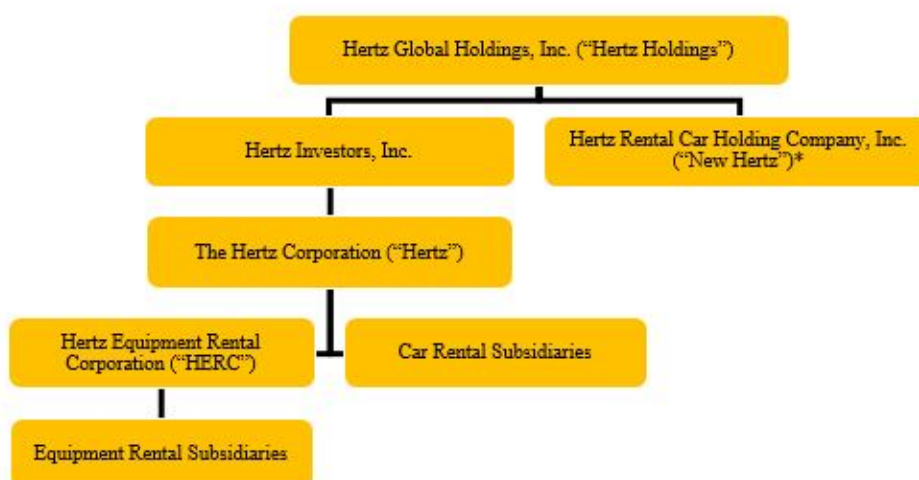 Hertz Global Holdings, Inc. (“Hertz Holdings”)
Hertz Investors, Inc.
Hertz Rental Car Holding Company, Inc.
(“New Hertz”)*
The Hertz Corporation (“Hertz”)
Hertz Equipment Rental
Corporation (“HERC”)
Car Rental Subsidiaries
Equipment Rental Subsidiaries